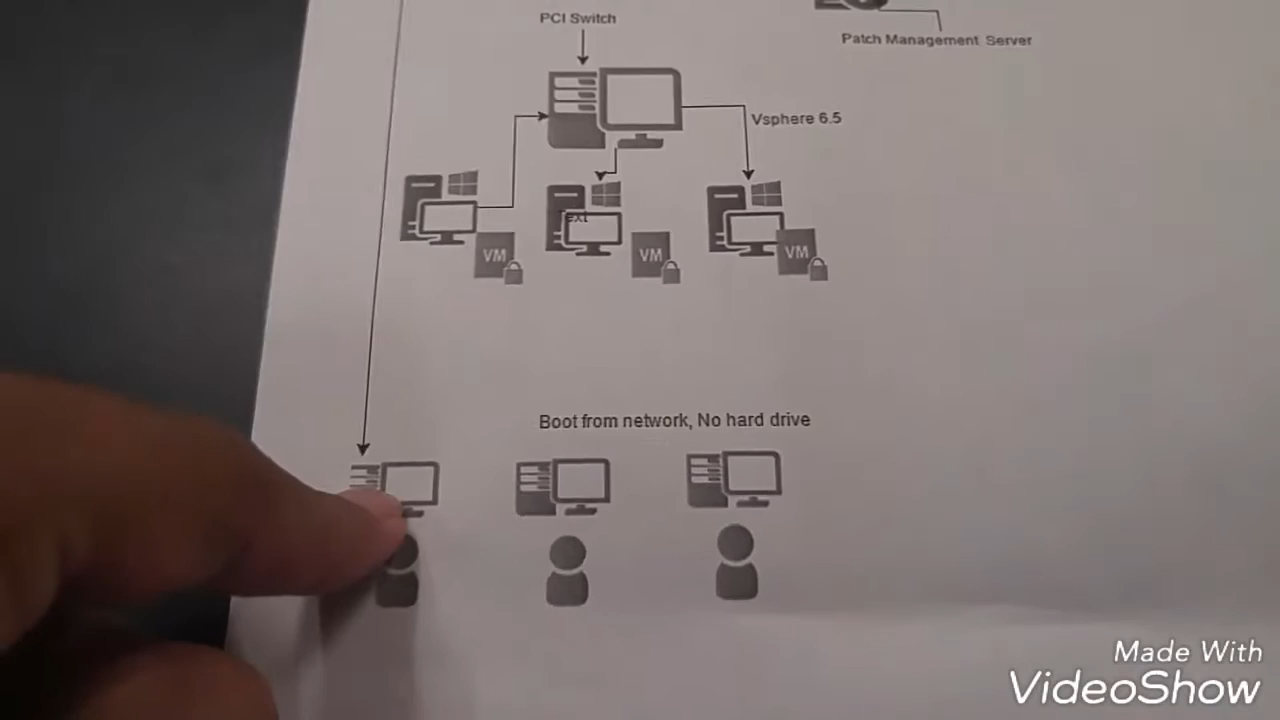 PCI Switch
Patch Management Server
Vsphere 6.5
Text
VM
VM
VM
Boot from network, No hard drive
Made With
VideoShow